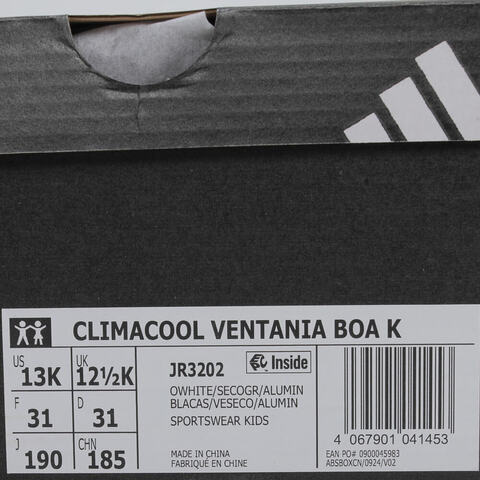 CLIMACOOL VENTANIA BOA K
US 13K UK 12½K
F 31 D 31
J 190 CHN 185
JR3202 Inside
OWHITE/SECOGR/ALUMIN
BLACAS/VESECO/ALUMIN
SPORTSWEAR KIDS
MADE IN CHINA
FABRIQUÉ EN CHINE
4 067901 041453
EAN PO# 0900045983
ABSBOXCN/0924/V02